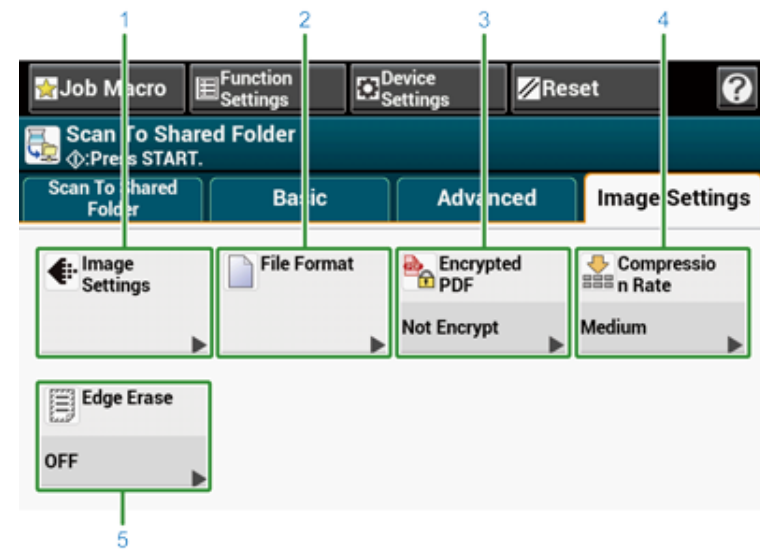 1 2 3 4
Job Macro Function Settings Device Settings Reset ?
Scan To Shared Folder
:Press START.
Scan To Shared Folder Basic Advanced Image Settings
Image Settings File Format Encrypted PDF Compressio n Rate
Not Encrypt Medium
Edge Erase
OFF
5